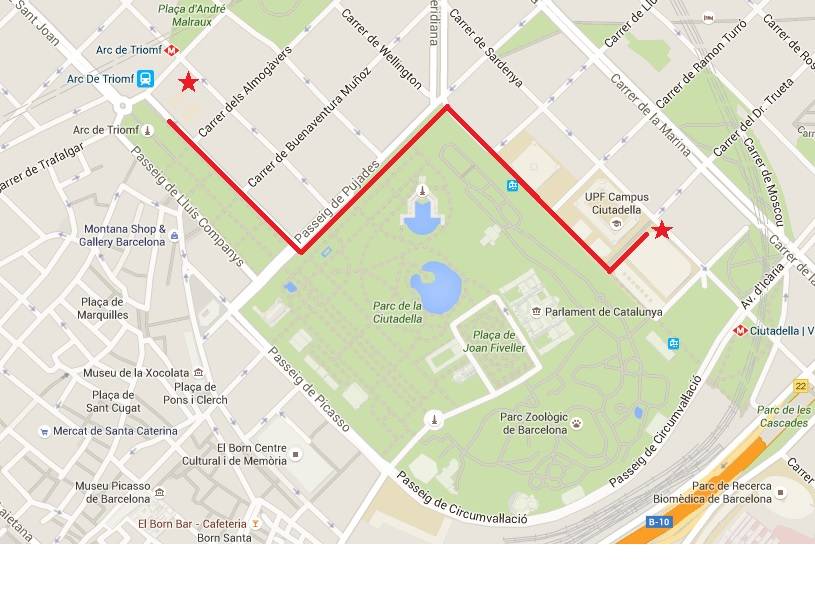 Plaça d'André
Malraux
Sant Joan
Arc de Triomf
Arc De Triomf
Arc de Triomf
Carrer de Trafalgar
Carrer dels Almogàvers
Carrer de Buenaventura Muñoz
Carrer de Wellington
Meridiana
Carrer de Sardenya
Carrer de la Marina
Carrer de Ramon Turró
Carrer del Dr. Trueta
Carrer de Moscou
Passeig de Pujades
Passeig de Lluís Companys
UPF Campus
Ciutadella
Montana Shop &
Gallery Barcelona
Av. d'Icària
Plaça de
Marquilles
Parc de la
Ciutadella
Parlament de Catalunya
Plaça de
Joan Fiveller
Ciutadella | V
Museu de la Xocolata
Plaça de
Pons i Clerch
Plaça de
Sant Cugat
Passeig de Picasso
22
Parc de les
Cascades
Mercat de Santa Caterina
Parc Zoològic
de Barcelona
Passeig de Circumval·lació
El Born Centre
Cultural i de Memòria
Museu Picasso
de Barcelona
Passeig de Circumval·lació
Parc de Recerca
Biomèdica de Barcelona
El Born Bar - Cafeteria
Born Santa
B-10